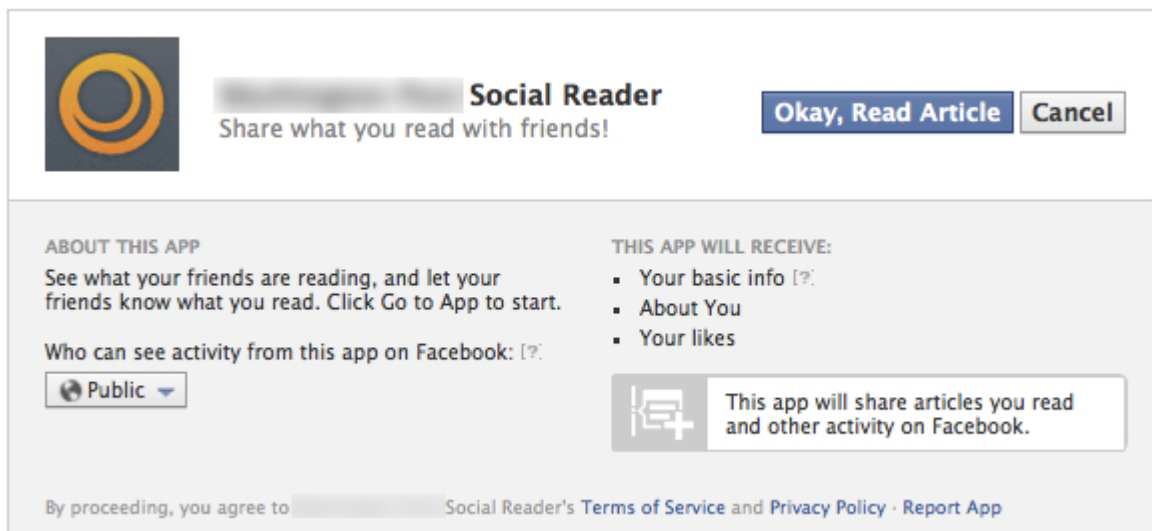 Social Reader
Share what you read with friends!
Okay, Read Article
Cancel
ABOUT THIS APP
See what your friends are reading, and let your
friends know what you read. Click Go to App to start.
Who can see activity from this app on Facebook: [?]
Public
THIS APP WILL RECEIVE:
Your basic info [?]
About You
Your likes
This app will share articles you read
and other activity on Facebook.
By proceeding, you agree to Social Reader's Terms of Service and Privacy Policy · Report App